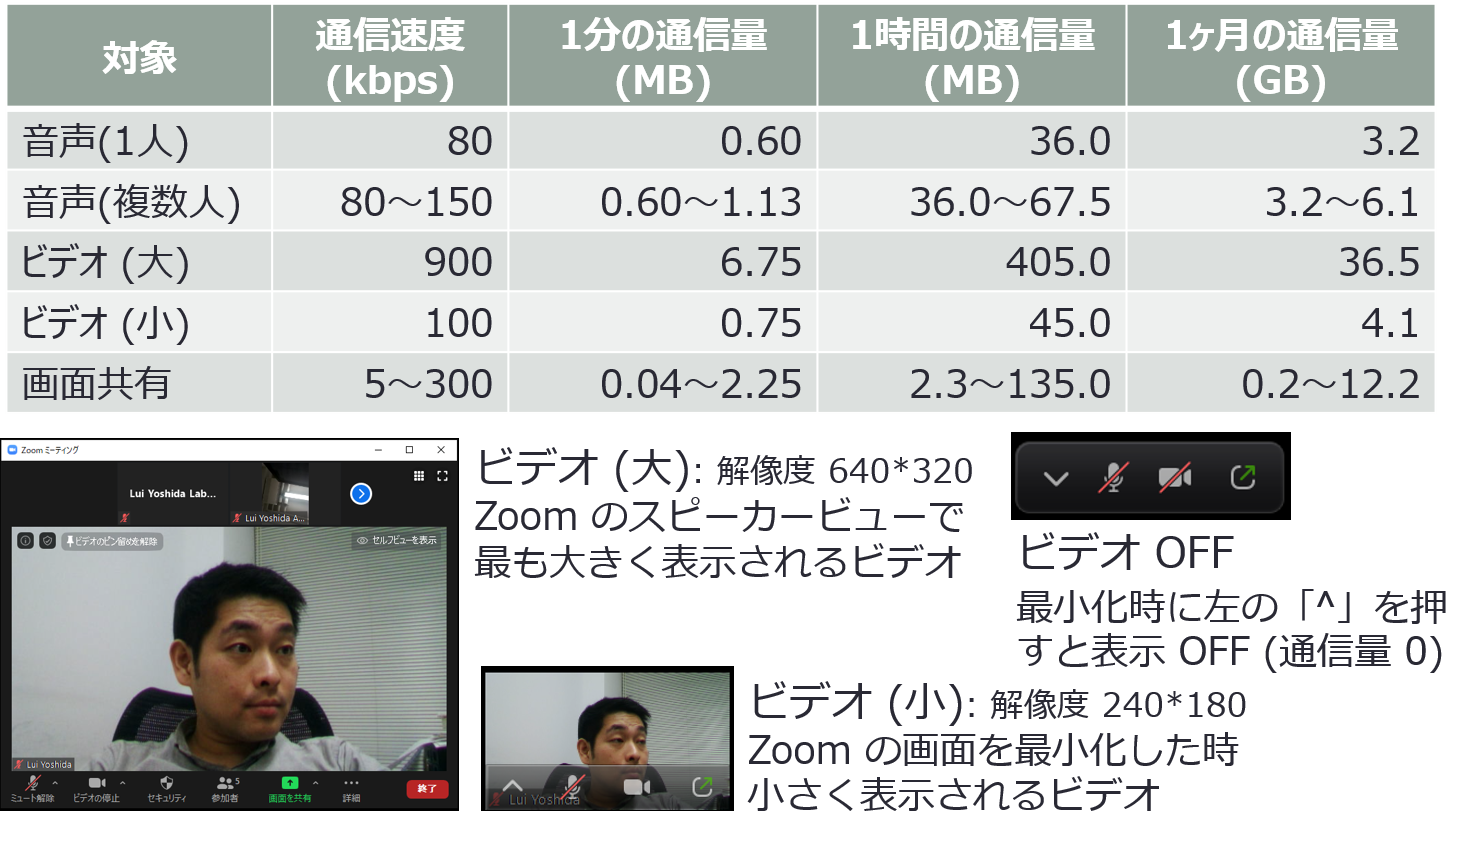 対象 通信速度 (kbps) 1分の通信量 (MB) 1時間の通信量 (MB) 1ヶ月の通信量 (GB)
音声(1人) 80 0.60 36.0 3.2
音声(複数人) 80～150 0.60～1.13 36.0～67.5 3.2～6.1
ビデオ (大) 900 6.75 405.0 36.5
ビデオ (小) 100 0.75 45.0 4.1
画面共有 5～300 0.04～2.25 2.3～135.0 0.2～12.2
Zoom ミーティング
Lui Yoshida Lab...
Lui Yoshida A...
ビデオのピン留めを解除
セルフビューを表示
Lui Yoshida
5
ミュート解除 ビデオの停止 セキュリティ 参加者 画面を共有 詳細 終了
ビデオ (大): 解像度 640*320
Zoom のスピーカービューで
最も大きく表示されるビデオ
ビデオ OFF
最小化時に左の「^」を押
すと表示 OFF (通信量 0)
Lui Yoshida
ビデオ (小): 解像度 240*180
Zoom の画面を最小化した時
小さく表示されるビデオ